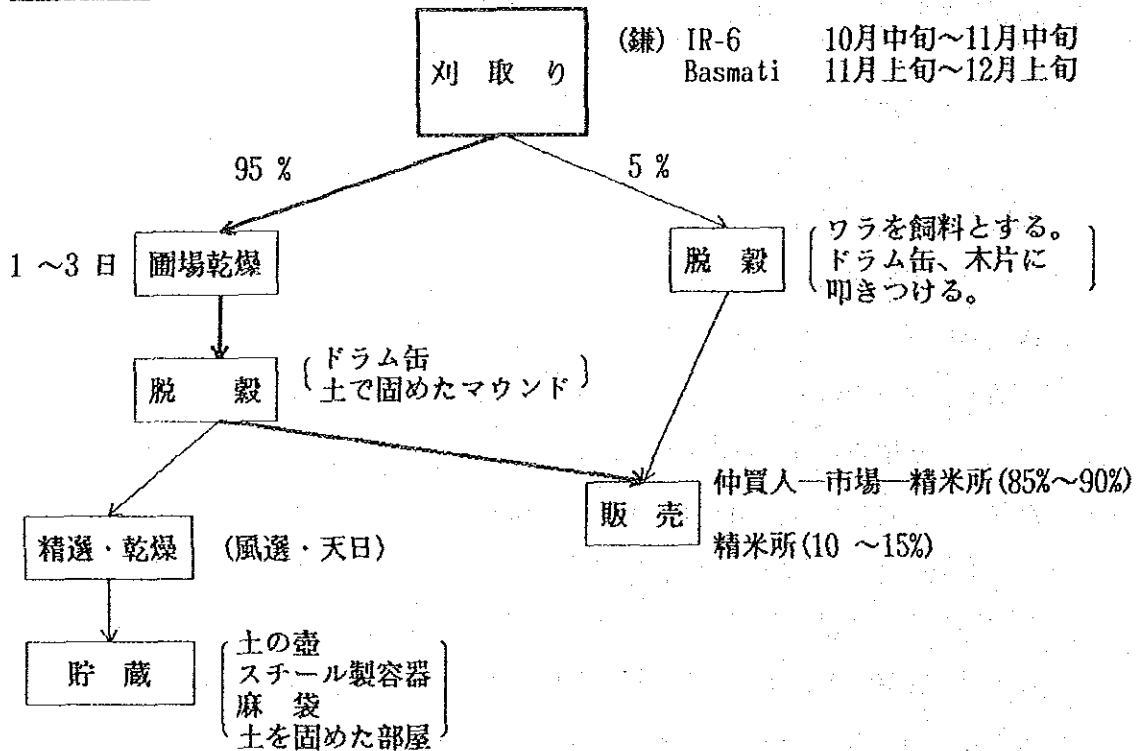 刈取り
(鎌) IR-6 10月中旬～11月中旬
Basmati 11月上旬～12月上旬
95 %
5 %
1 ～3 日
圃場乾燥
脱穀
ワラを飼料とする。
ドラム缶、木片に
叩きつける。
脱穀
ドラム缶
土で固めたマウンド
販売
仲買人―市場―精米所(85%～90%)
精米所(10 ～15%)
精選・乾燥
(風選・天日)
貯蔵
土の壺
スチール製容器
麻袋
土を固めた部屋